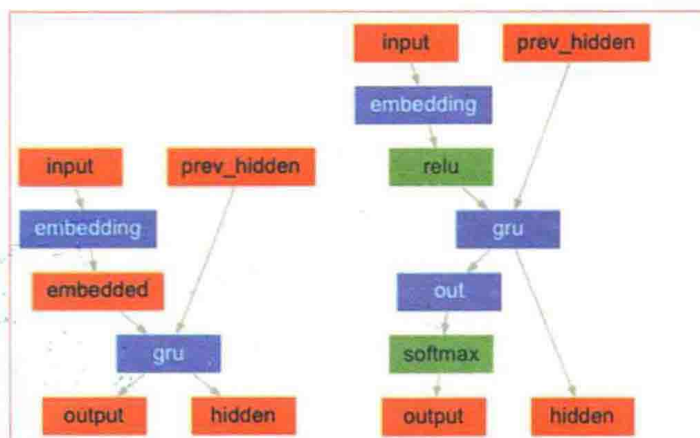 input prev_hidden
embedding
embedded
gru
output hidden
input prev_hidden
embedding
relu
gru
out
softmax
output hidden